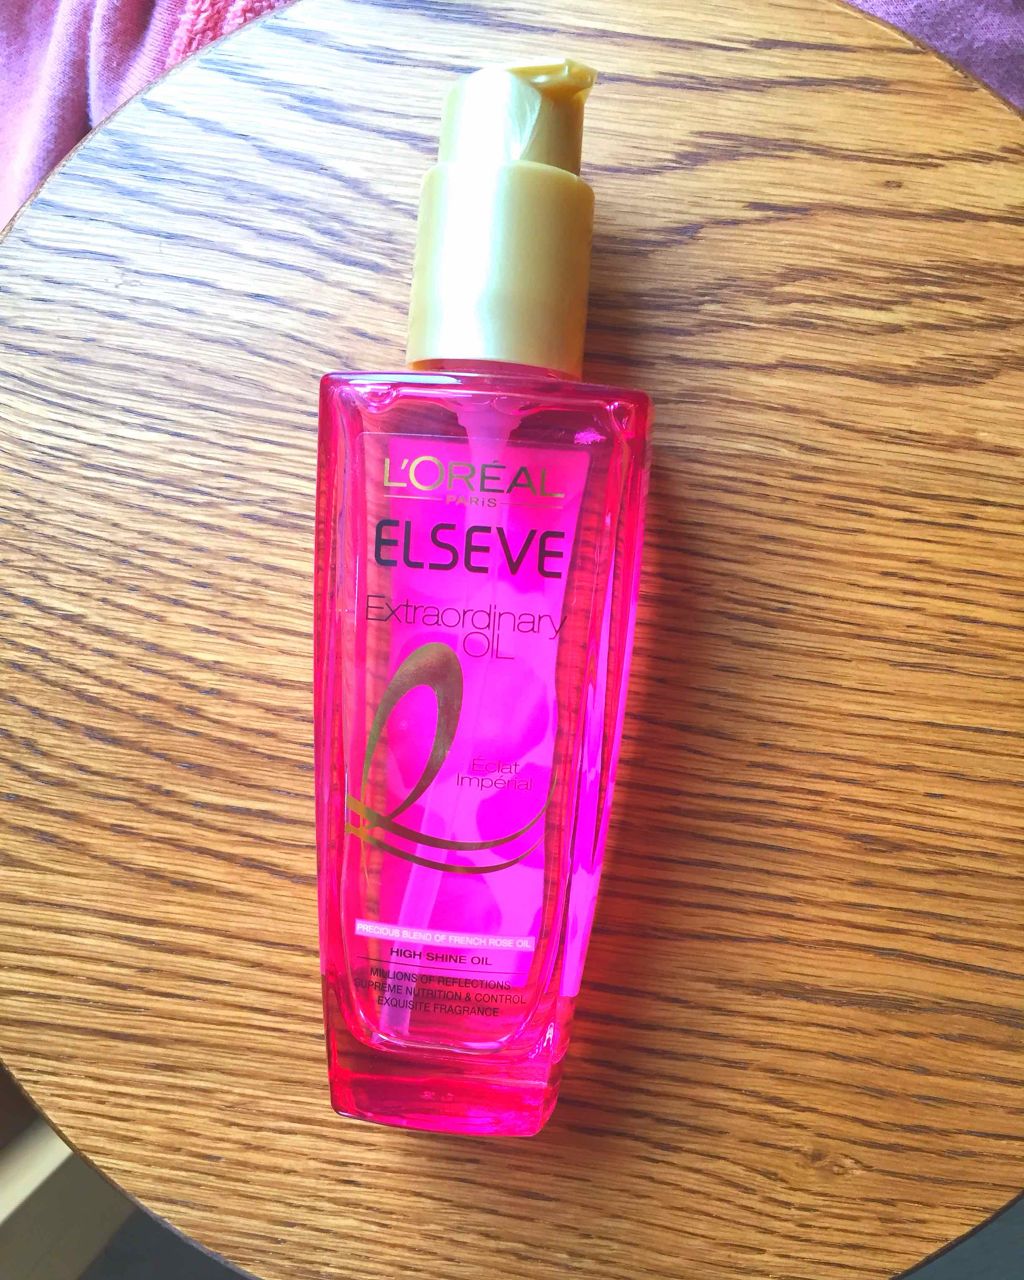 L'ORÉAL
PARiS
ELSEVE
Extraordinary
OIL
Éclat
Impérial
PRECIOUS BLEND OF FRENCH ROSE OIL
HIGH SHINE OIL
MILLIONS OF REFLECTIONS
SUPREME NUTRITION & CONTROL
EXQUISITE FRAGRANCE